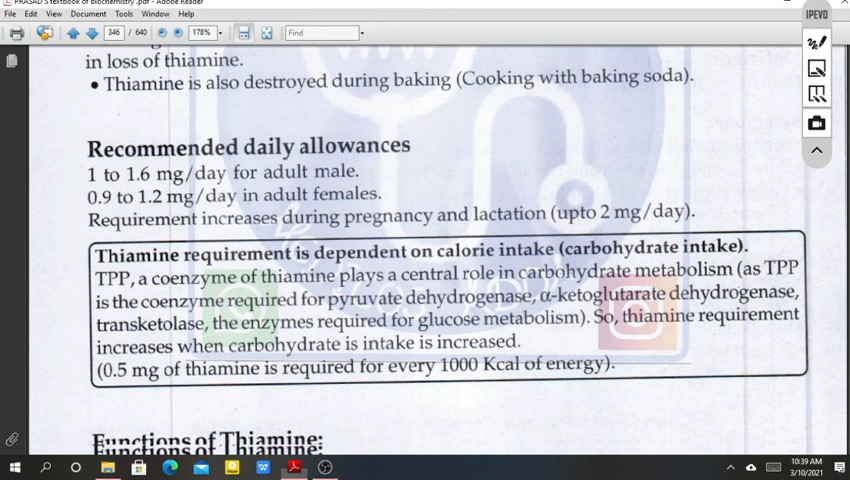 PRASAD'S textbook of biochemistry .pdf - Adobe Reader
File Edit View Document Tools Window Help
346 / 640 178% Find
IPEVO
in loss of thiamine.
• Thiamine is also destroyed during baking (Cooking with baking soda).
Recommended daily allowances
1 to 1.6 mg/day for adult male.
0.9 to 1.2 mg/day in adult females.
Requirement increases during pregnancy and lactation (upto 2 mg/day).
Thiamine requirement is dependent on calorie intake (carbohydrate intake).
TPP, a coenzyme of thiamine plays a central role in carbohydrate metabolism (as TPP
is the coenzyme required for pyruvate dehydrogenase, α-ketoglutarate dehydrogenase,
transketolase, the enzymes required for glucose metabolism). So, thiamine requirement
increases when carbohydrate is intake is increased.
(0.5 mg of thiamine is required for every 1000 Kcal of energy).
Functions of Thiamine:
10:39 AM
3/10/2021